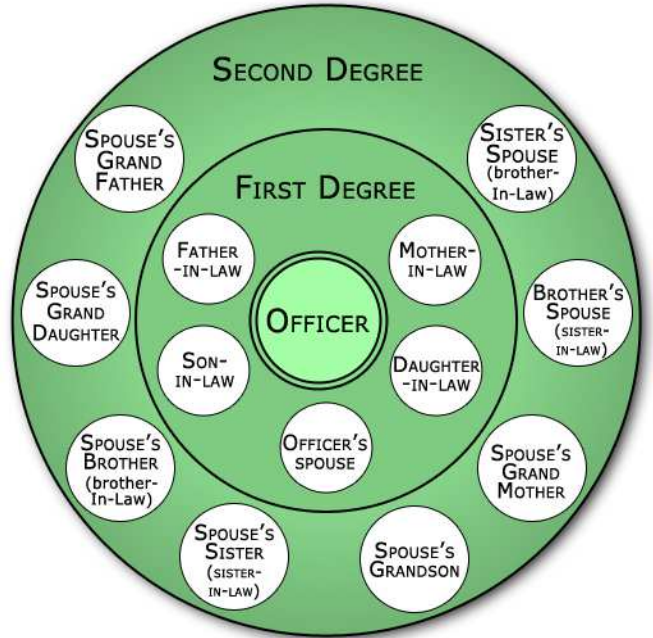 SECOND DEGREE
SPOUSE'S
GRAND
FATHER
SISTER'S
SPOUSE
(brother-
In-Law)
FIRST DEGREE
FATHER
-IN-LAW
MOTHER-
IN-LAW
SPOUSE'S
GRAND
DAUGHTER
OFFICER
BROTHER'S
SPOUSE
(SISTER-
IN-LAW)
SON-
IN-LAW
DAUGHTER
-IN-LAW
SPOUSE'S
BROTHER
(brother-
In-Law)
OFFICER'S
SPOUSE
SPOUSE'S
GRAND
MOTHER
SPOUSE'S
SISTER
(SISTER-
IN-LAW)
SPOUSE'S
GRANDSON